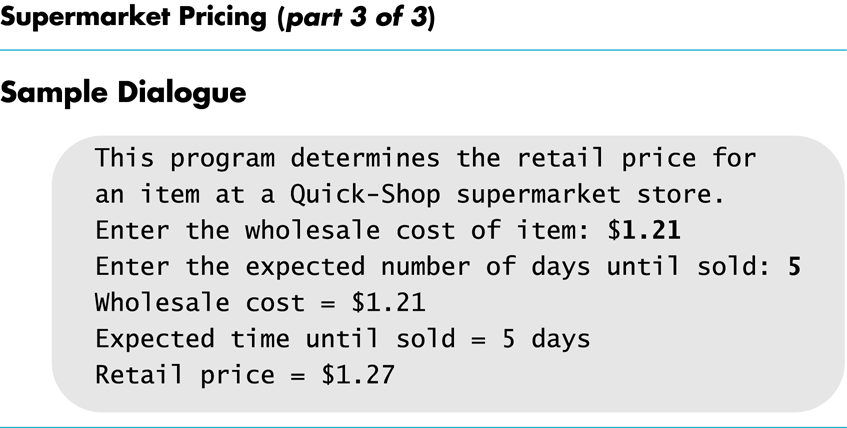 Supermarket Pricing (part 3 of 3)
Sample Dialogue
This program determines the retail price for
an item at a Quick-Shop supermarket store.
Enter the wholesale cost of item: $1.21
Enter the expected number of days until sold: 5
Wholesale cost = $1.21
Expected time until sold = 5 days
Retail price = $1.27